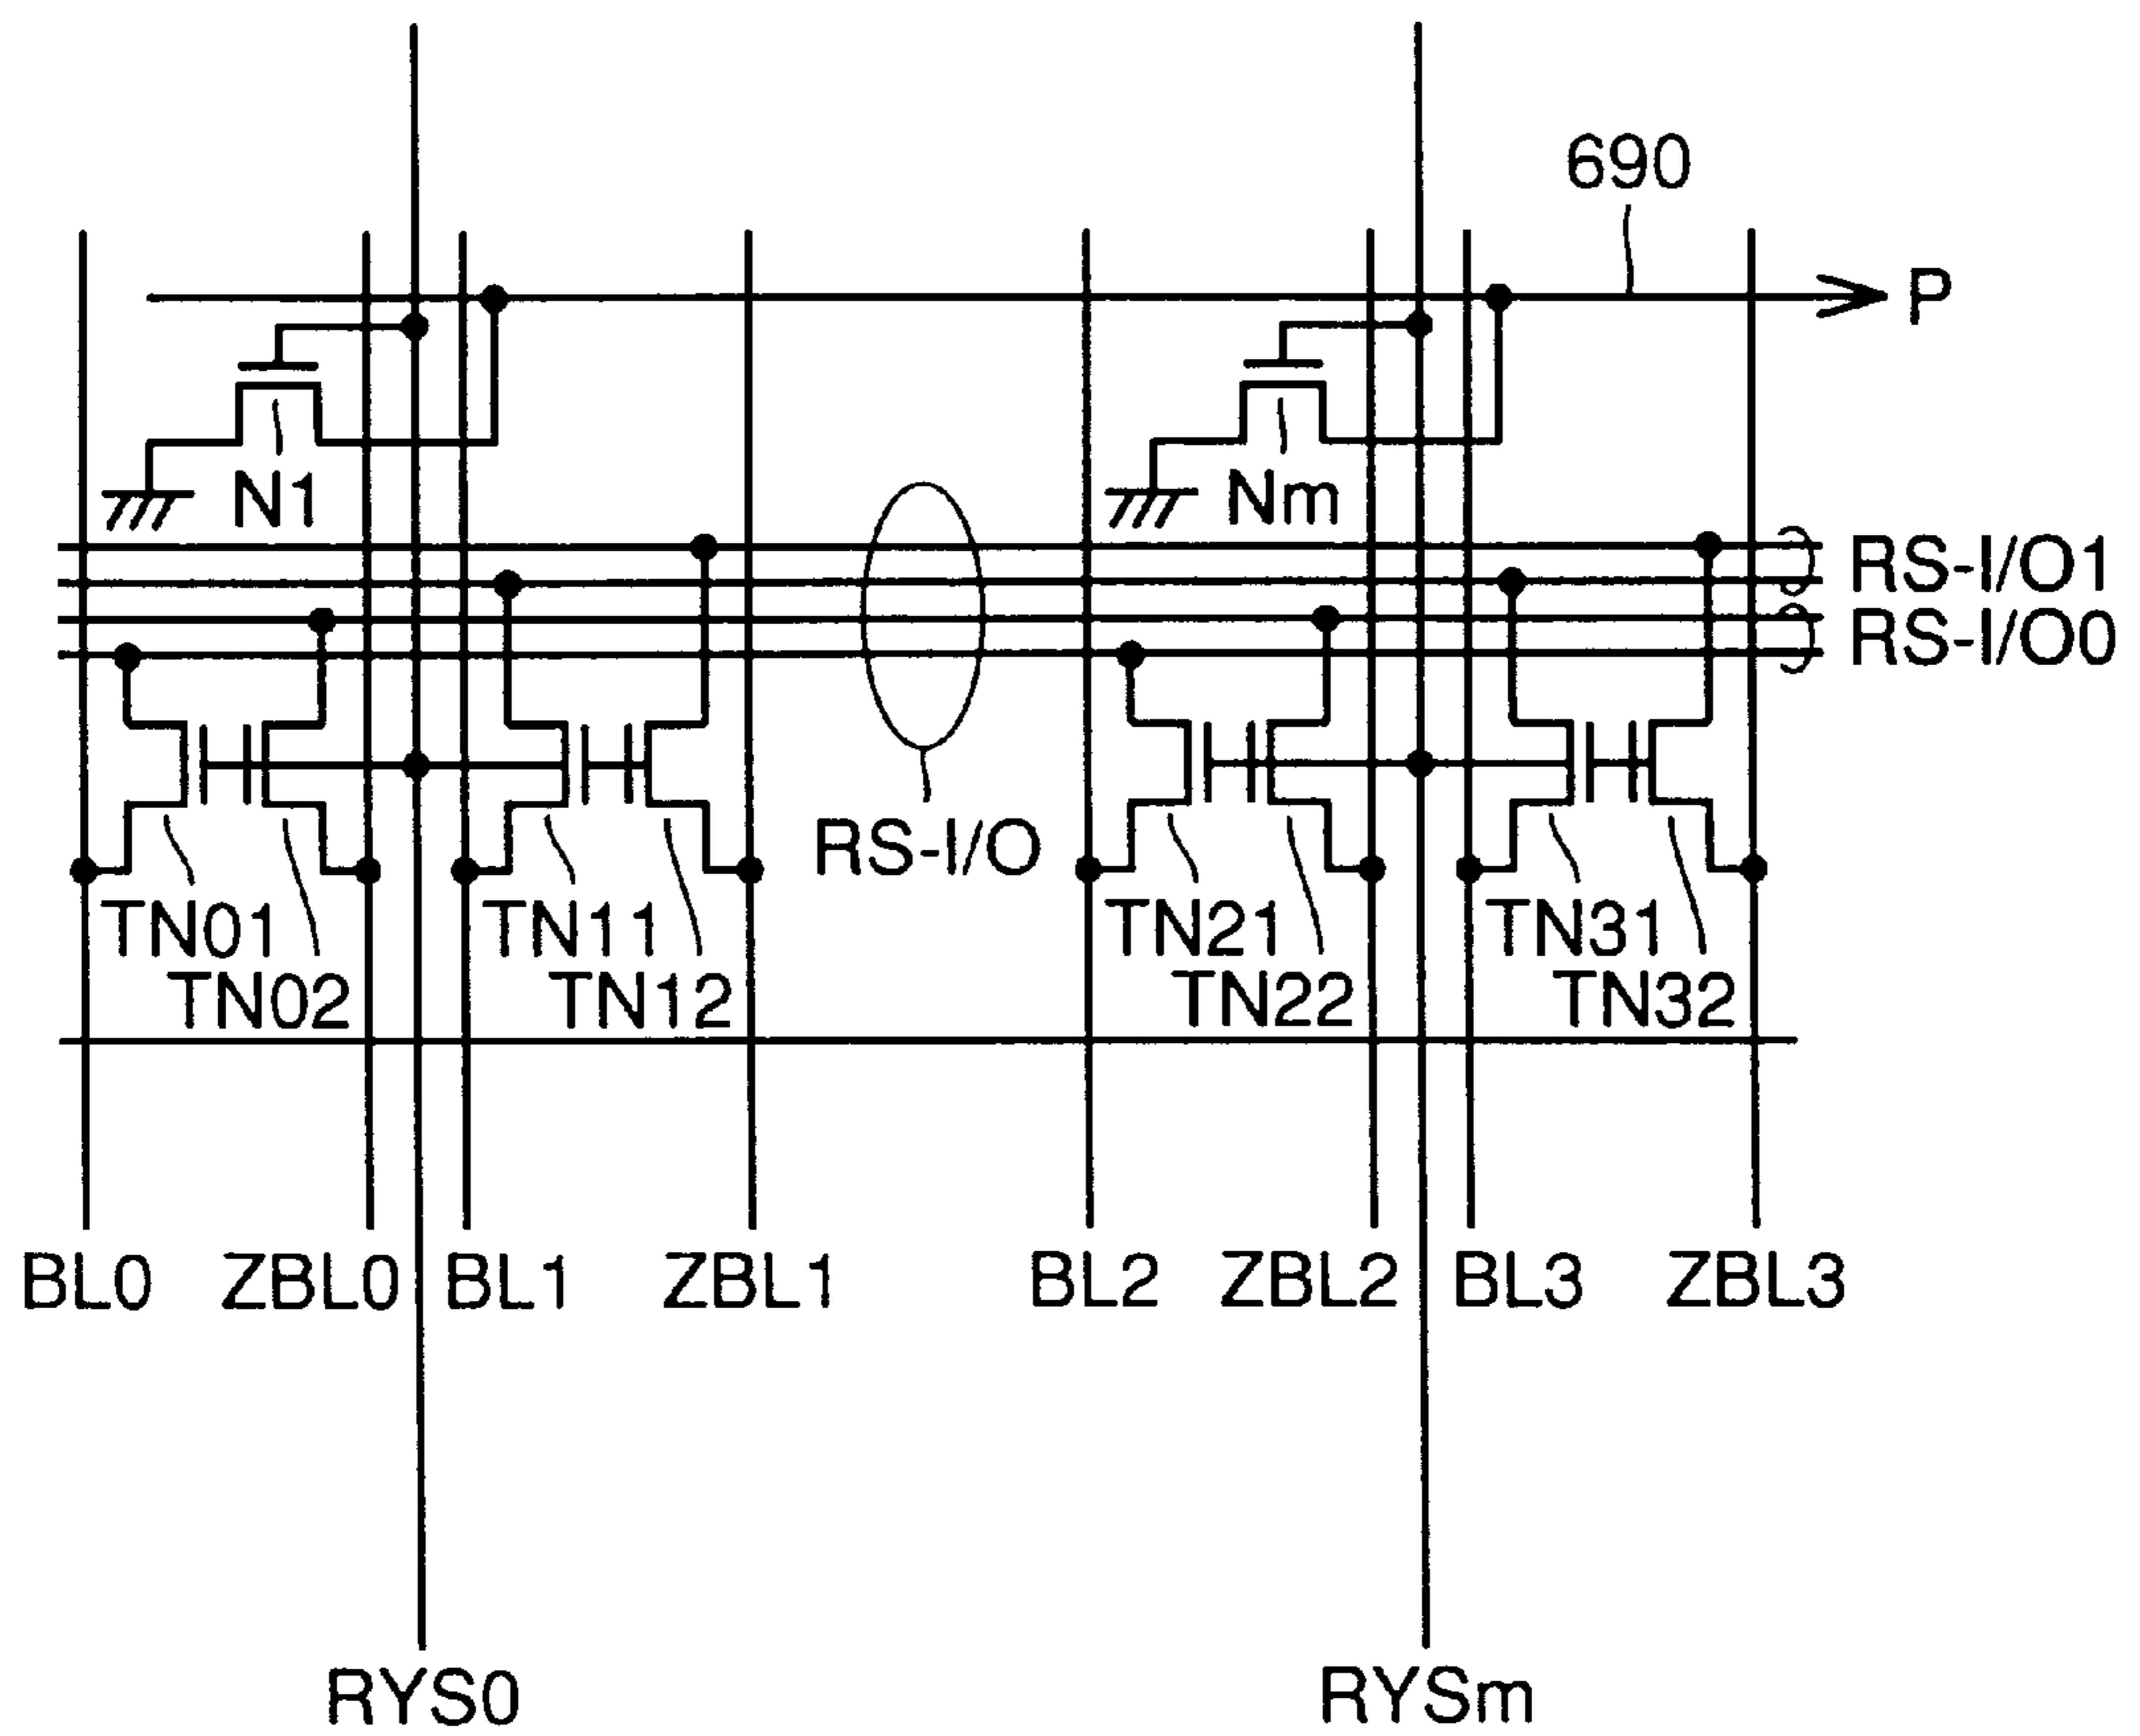 690
P
N1
Nm
RS-I/O1
RS-I/O0
RS-I/O
TN01
TN11
TN21
TN31
TN02
TN12
TN22
TN32
BL0
ZBL0
BL1
ZBL1
BL2
ZBL2
BL3
ZBL3
RYS0
RYSm